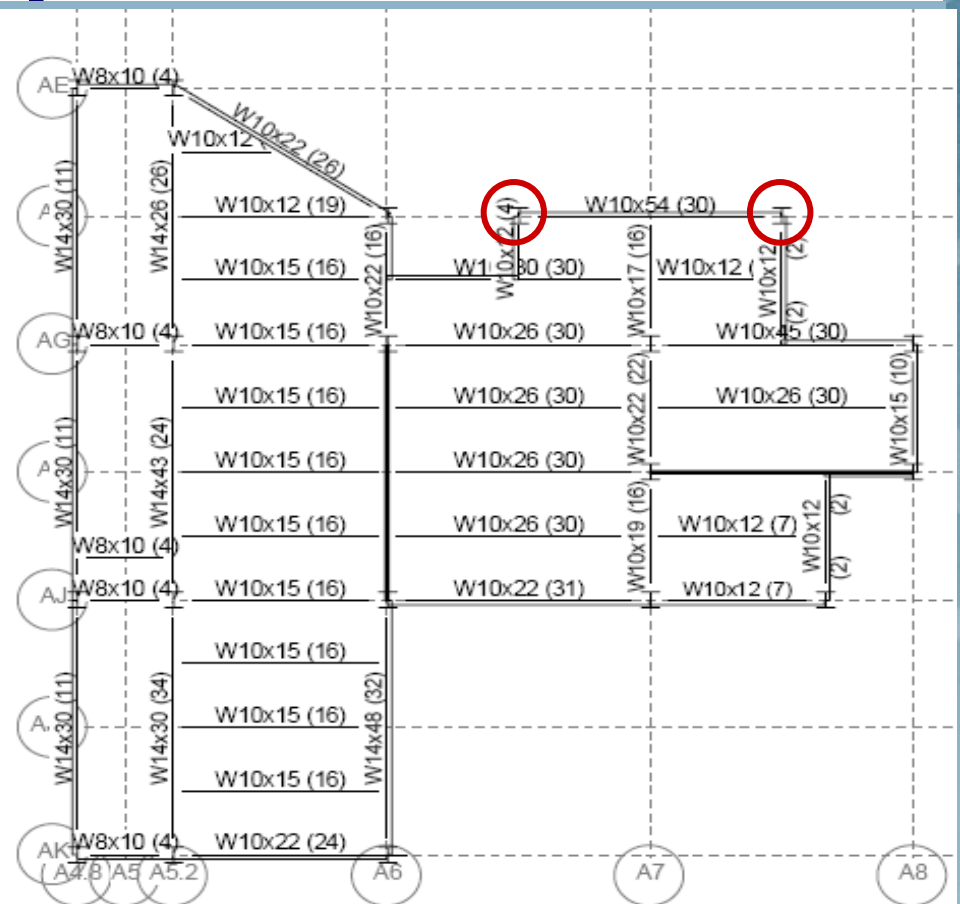 W8x10 (4)
AE
W10x22 (26)
W10x12
W14x30 (11)
W14x26 (26)
W10x12 (19)
W10x12 (4)
W10x54 (30)
W10x22 (16)
W10x17 (16)
W10x12
(2)
(2)
W10x15 (16)
30 (30)
W10x12 (
AG
W8x10 (4)
W10x15 (16)
W10x26 (30)
W10x45 (30)
W10x15 (16)
W10x26 (30)
W10x26 (30)
W10x22 (22)
W10x15 (10)
W14x30 (11)
W14x43 (24)
W10x15 (16)
W10x26 (30)
W10x15 (16)
W10x26 (30)
W10x19 (16)
W10x12 (7)
W10x12
(2)
(2)
W8x10 (4)
AJ
W8x10 (4)
W10x15 (16)
W10x22 (31)
W10x12 (7)
W10x15 (16)
W14x30 (11)
W14x30 (34)
W10x15 (16)
W14x48 (32)
W10x15 (16)
AK
W8x10 (4)
W10x22 (24)
A4.8
A5
A5.2
A6
A7
A8